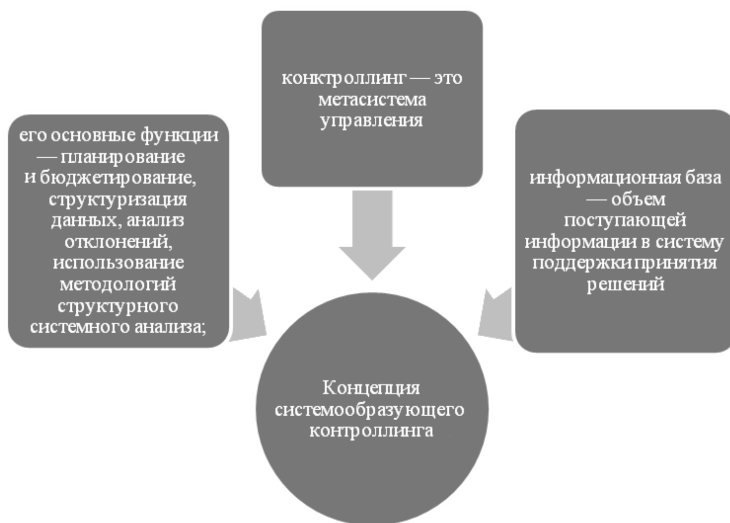 его основные функции
— планирование
и бюджетирование,
структуризация
данных, анализ
отклонений,
использование
методологий
структурного
системного анализа;
конктроллинг — это
метасистема
управления
информационная база
— объем
поступающей
информации в систему
поддержки принятия
решений
Концепция
системообразующего
контроллинга